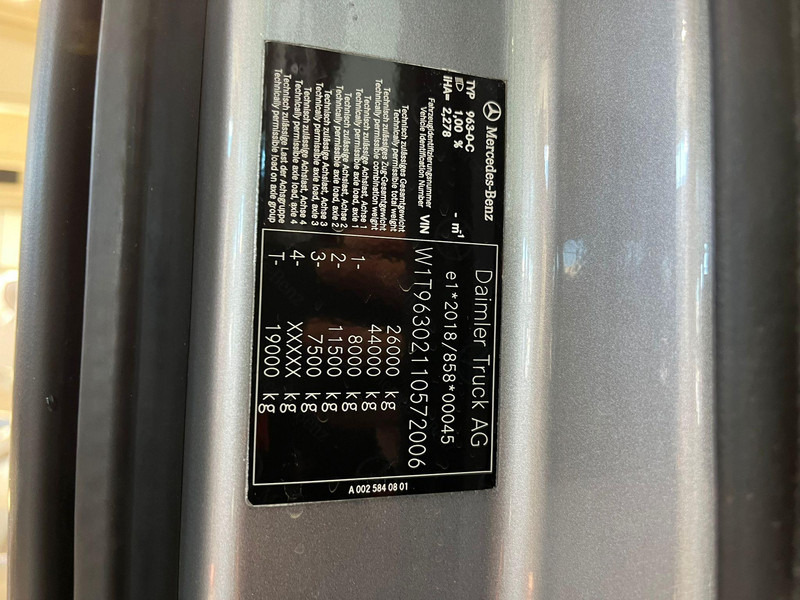 Mercedes-Benz
TYP 963-0-C
1,00 % - m⁻¹
IHA= 2,278
Fahrzeugidentifizierungsnummer
Vehicle Identification Number VIN
Technisch zulässiges Gesamtgewicht
Technically permissible total weight
Technisch zulässiges Zug-Gesamtgewicht
Technically permissible combination weight
Technisch zulässige Achslast, Achse 1
Technically permissible axle load, axle 1
Technisch zulässige Achslast, Achse 2
Technically permissible axle load, axle 2
Technisch zulässige Achslast, Achse 3
Technically permissible axle load, axle 3
Technisch zulässige Achslast, Achse 4
Technically permissible axle load, axle 4
Technisch zulässige Last der Achsgruppe
Technically permissible load on axle group
Daimler Truck AG
e1*2018/858*00045
W1T96302110572006
26000 kg
44000 kg
1- 8000 kg
2- 11500 kg
3- 7500 kg
4- XXXXX kg
T- 19000 kg
A 002 584 08 01